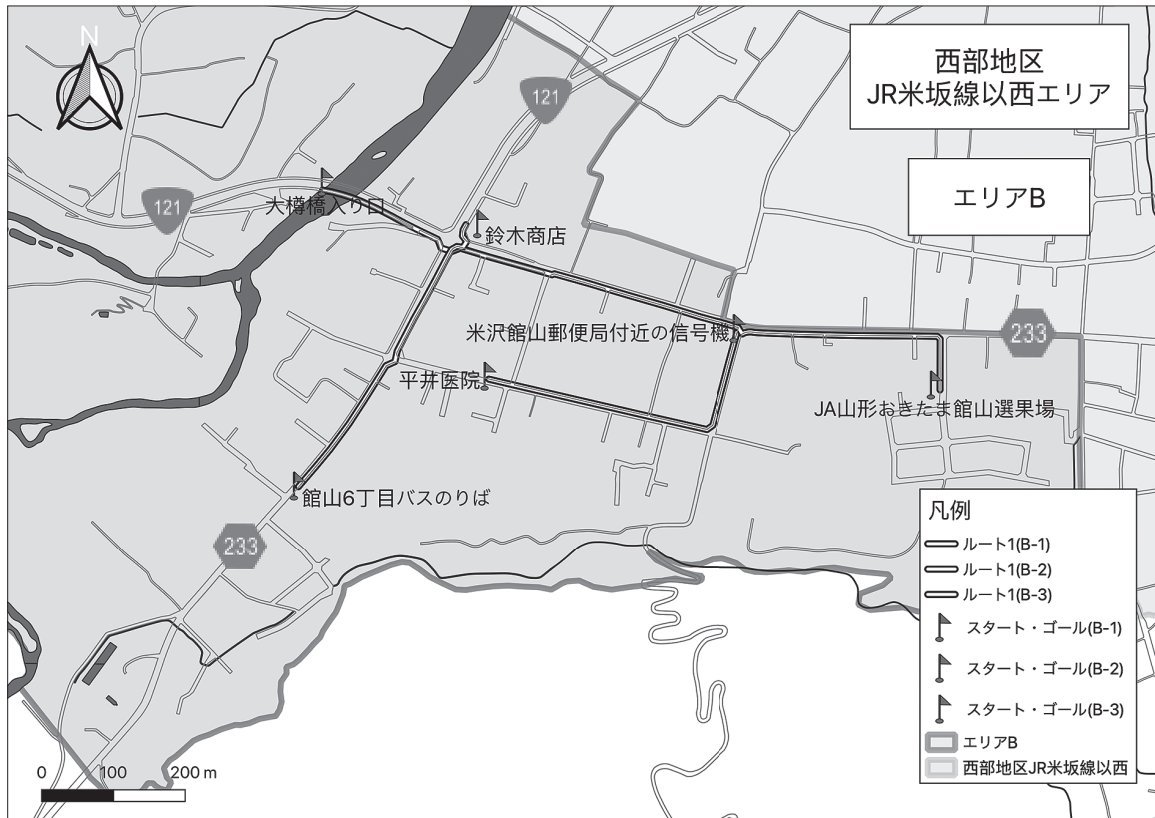 N
西部地区
JR米坂線以西エリア
121
エリアB
121
大樽橋入り口
鈴木商店
米沢館山郵便局付近の信号機
233
平井医院
JA山形おきたま館山選果場
館山6丁目バスのりば
233
凡例
ルート1(B-1)
ルート1(B-2)
ルート1(B-3)
スタート・ゴール(B-1)
スタート・ゴール(B-2)
スタート・ゴール(B-3)
エリアB
西部地区JR米坂線以西
0 100 200 m